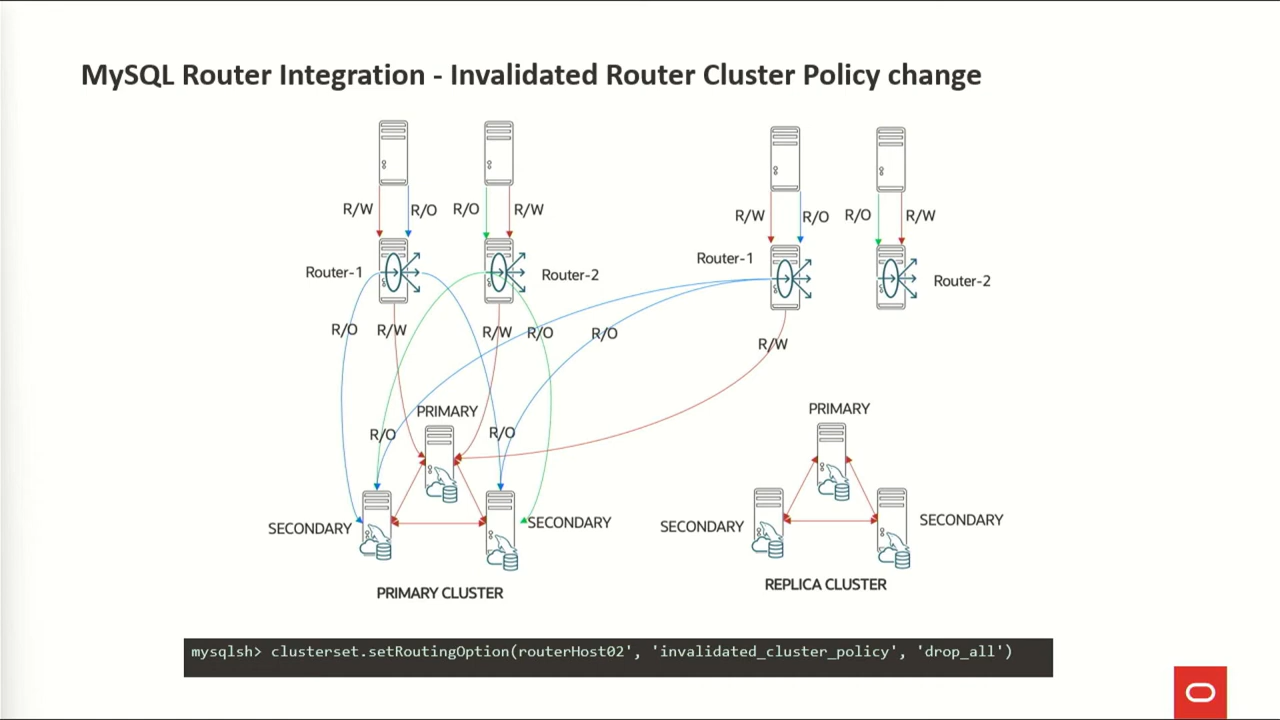 MySQL Router Integration - Invalidated Router Cluster Policy change
R/W
R/O
R/O
R/W
R/W
R/O
R/O
R/W
Router-1
Router-2
Router-1
Router-2
R/O
R/W
R/W
R/O
R/O
R/W
PRIMARY
PRIMARY
R/O
R/O
SECONDARY
SECONDARY
SECONDARY
SECONDARY
PRIMARY CLUSTER
REPLICA CLUSTER
mysqlsh> clusterset.setRoutingOption(routerHost02', 'invalidated_cluster_policy', 'drop_all')